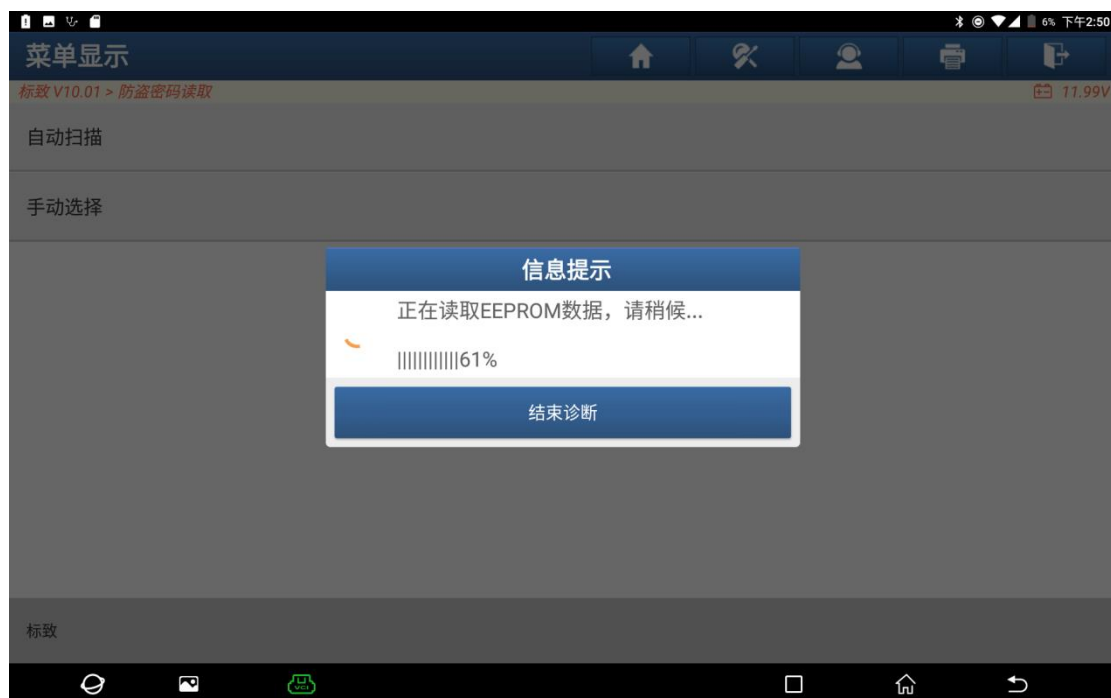 6% 下午2:50
菜单显示
标致 V10.01 > 防盗密码读取 11.99V
自动扫描
手动选择
信息提示
正在读取EEPROM数据，请稍候...
||||||||||||61%
结束诊断
标致
VCI